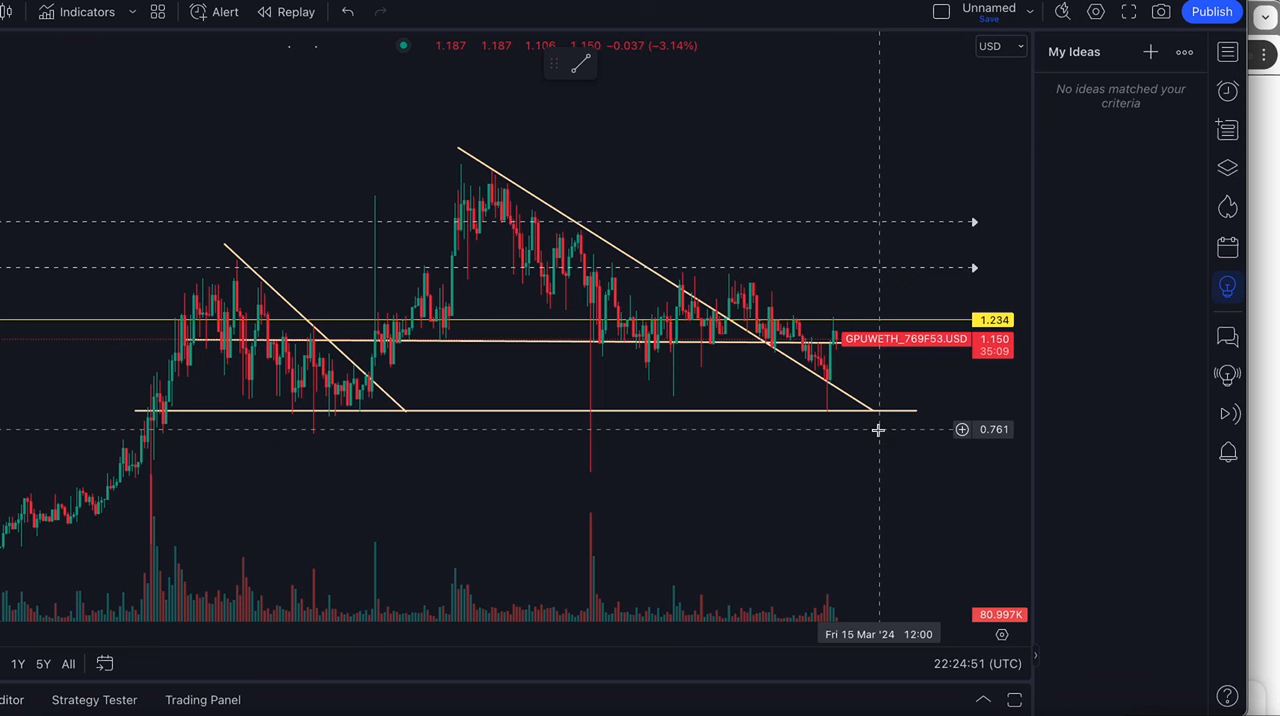 Indicators Alert Replay Unnamed Save Publish
1.187 1.187 1.106 1.150 −0.037 (−3.14%)
USD
My Ideas
No ideas matched your
criteria
1.234
GPUWETH_769F53.USD 1.150
35:09
0.761
80.997K
Fri 15 Mar '24 12:00
1Y 5Y All 22:24:51 (UTC)
Strategy Tester Trading Panel